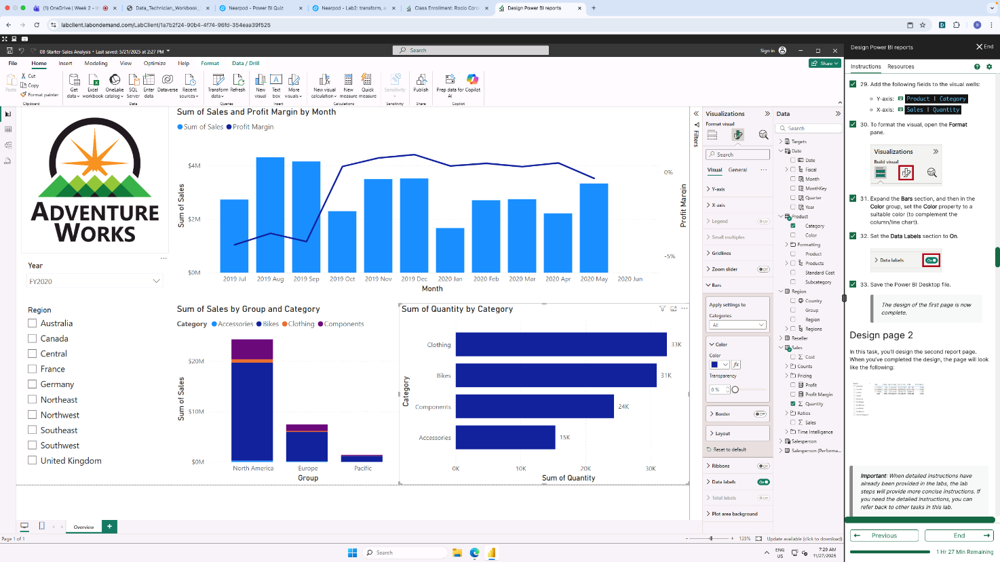 (1) OneDrive | Week 2 – It
Data_Technician_Workbook_
Nearpod - Power BI Quiz
Nearpod - Lab2: transform, e
Class Enrollment: Rocio Cor
Design Power BI reports
labclient.labondemand.com/LabClient/1a7b2f24-90b4-4f74-96fd-354eaa39f525
08-Starter-Sales Analysis • Last saved: 5/21/2025 at 2:27 PM
Search
Sign in
File
Home
Insert
Modeling
View
Optimize
Help
Format
Data / Drill
Share
Paste
Cut
Copy
Format painter
Get data
Excel workbook
OneLake catalog
SQL Server
Enter data
Dataverse
Recent sources
Transform data
Refresh
New visual
Text box
More visuals
New visual calculation
New measure
Quick measure
Sensitivity
Publish
Prep data for AI
Copilot
Clipboard
Data
Queries
Insert
Calculations
Sensitivity
Share
Copilot
ADVENTURE
WORKS
Year
FY2020
Region
Australia
Canada
Central
France
Germany
Northeast
Northwest
Southeast
Southwest
United Kingdom
Sum of Sales and Profit Margin by Month
Sum of Sales Profit Margin
$4M
$2M
$0M
Sum of Sales
0%
-5%
Profit Margin
2019 Jul 2019 Aug 2019 Sep 2019 Oct 2019 Nov 2019 Dec 2020 Jan 2020 Feb 2020 Mar 2020 Apr 2020 May 2020 Jun
Month
Sum of Sales by Group and Category
Category Accessories Bikes Clothing Components
$20M
$10M
$0M
Sum of Sales
North America Europe Pacific
Group
Sum of Quantity by Category
Category
Clothing 33K
Bikes 31K
Components 24K
Accessories 15K
0K 10K 20K 30K
Sum of Quantity
Filters
Visualizations
Format visual
Search
Visual General
Y-axis
X-axis
Legend Off
Small multiples
Gridlines
Zoom slider Off
Bars
Apply settings to
Categories
All
Color
Color
fx
Transparency
0 %
Border Off
Layout
Reset to default
Ribbons Off
Data labels On
Total labels Off
Plot area background
Data
Search
Targets
Date
Date
Fiscal
Month
MonthKey
Quarter
Year
Product
Category
Color
Formatting
Product
Products
Standard Cost
Subcategory
Region
Country
Group
Region
Regions
Reseller
Sales
Cost
Counts
Pricing
Profit
Profit Margin
Quantity
Ratios
Sales
Time Intelligence
Salesperson
Salesperson (Performa...
Overview
Page 1 of 1
135%
Update available (click to download)
Search
ENG
US
7:29 AM
11/27/2025
Design Power BI reports
End
Instructions Resources
29. Add the following fields to the visual wells:
Y-axis: Product | Category
X-axis: Sales | Quantity
30. To format the visual, open the Format
pane.
Visualizations
Build visual
31. Expand the Bars section, and then in the
Color group, set the Color property to a
suitable color (to complement the
column/line chart).
32. Set the Data Labels section to On.
Data labels On
33. Save the Power BI Desktop file.
The design of the first page is now
complete.
Design page 2
In this task, you'll design the second report page.
When you've completed the design, the page will look
like the following:
Important: When detailed instructions have
already been provided in the labs, the lab
steps will provide more concise instructions. If
you need the detailed instructions, you can
refer back to other tasks in this lab.
Previous
End
1 Hr 27 Min Remaining